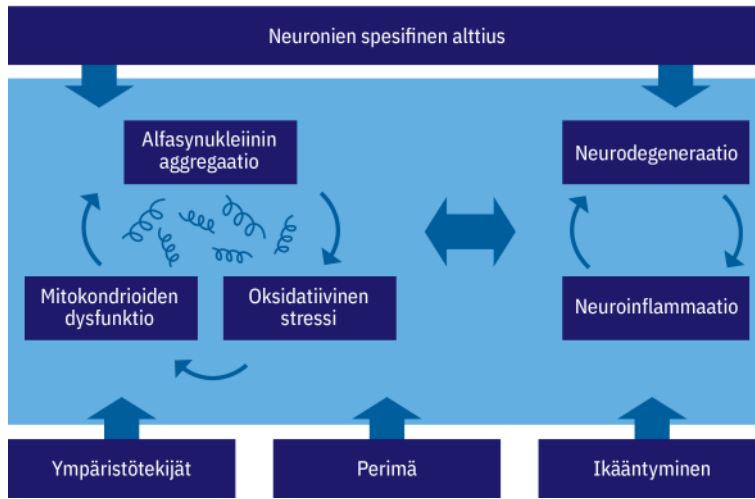 Neuronien spesifinen alttius
Alfasynukleiinin
aggregaatio
Neurodegeneraatio
Mitokondrioiden
dysfunktio
Oksidatiivinen
stressi
Neuroinflammaatio
Ympäristötekijät
Perimä
Ikääntyminen